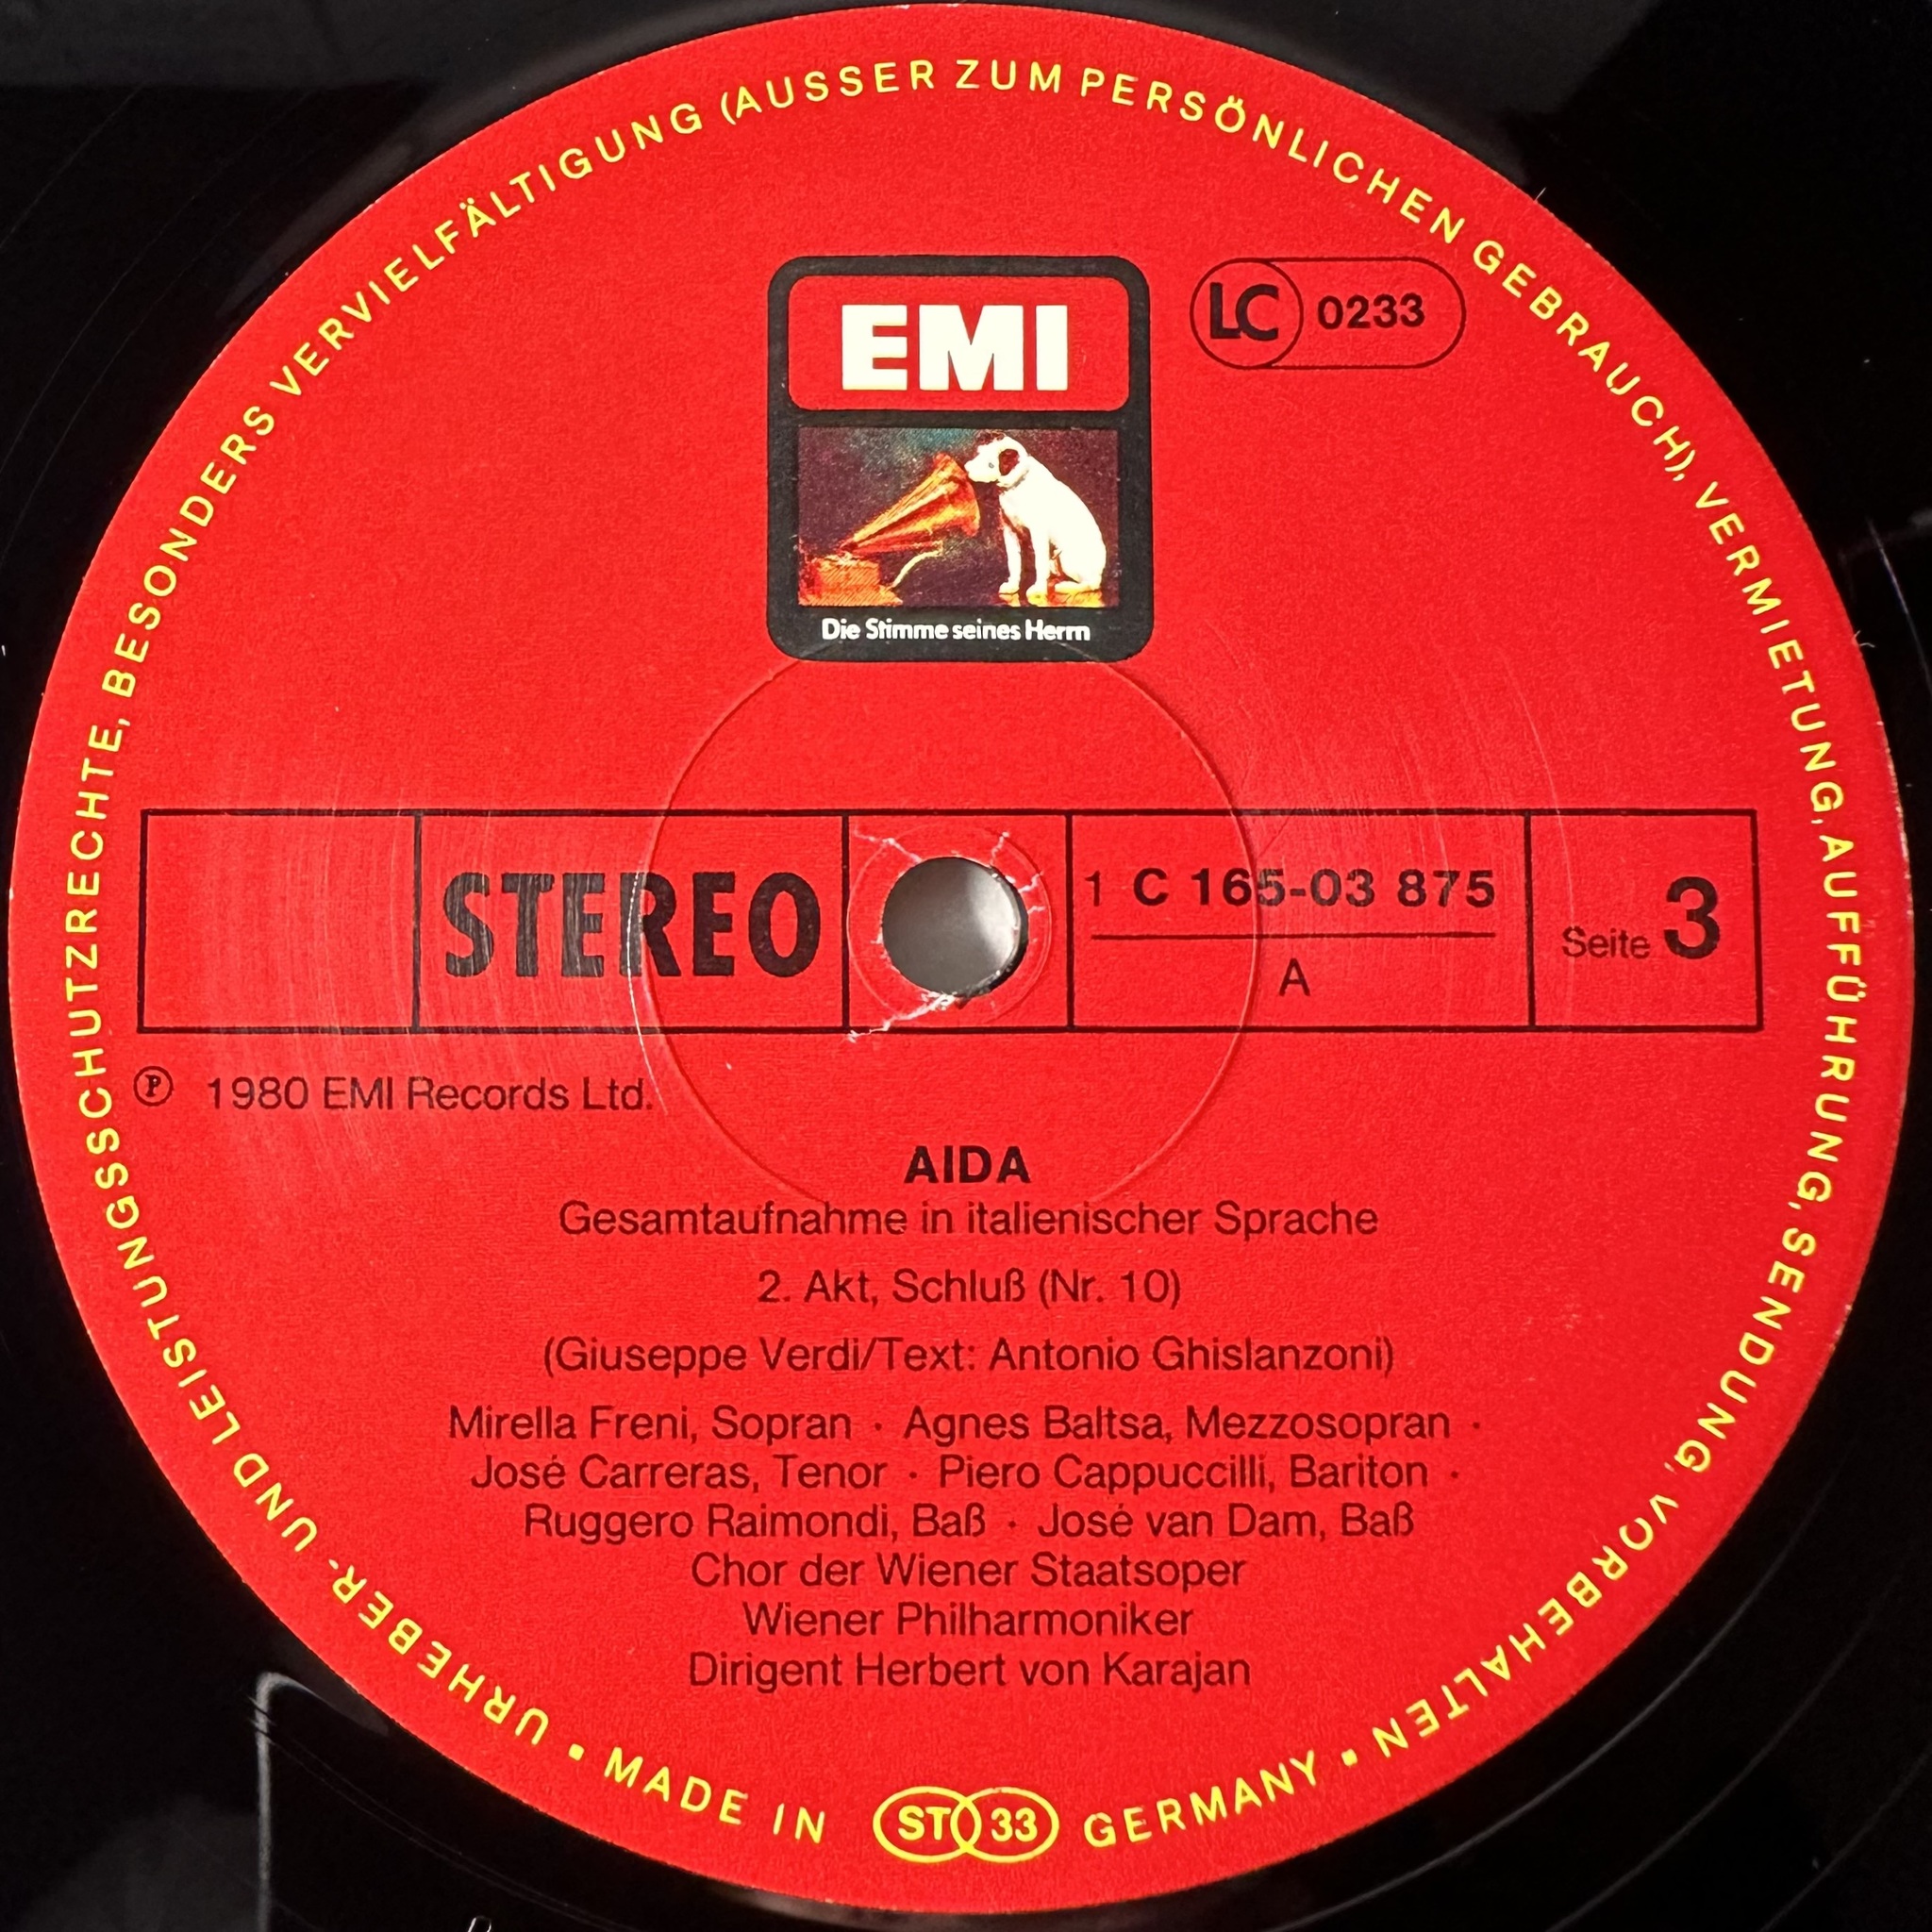 URHEBER- UND LEISTUNGSSCHUTZRECHTE, BESONDERS VERVIELFÄLTIGUNG (AUSSER ZUM PERSÖNLICHEN GEBRAUCH), VERMIETUNG, AUFFÜHRUNG, SENDUNG, VORBEHALTEN
EMI
LC 0233
Die Stimme seines Herrn
STEREO
1 C 165-03 875
A
Seite 3
℗ 1980 EMI Records Ltd.
AIDA
Gesamtaufnahme in italienischer Sprache
2. Akt, Schluß (Nr. 10)
(Giuseppe Verdi/Text: Antonio Ghislanzoni)
Mirella Freni, Sopran · Agnes Baltsa, Mezzosopran ·
José Carreras, Tenor · Piero Cappuccilli, Bariton ·
Ruggero Raimondi, Baß · José van Dam, Baß
Chor der Wiener Staatsoper
Wiener Philharmoniker
Dirigent Herbert von Karajan
▪ MADE IN ST 33 GERMANY ▪